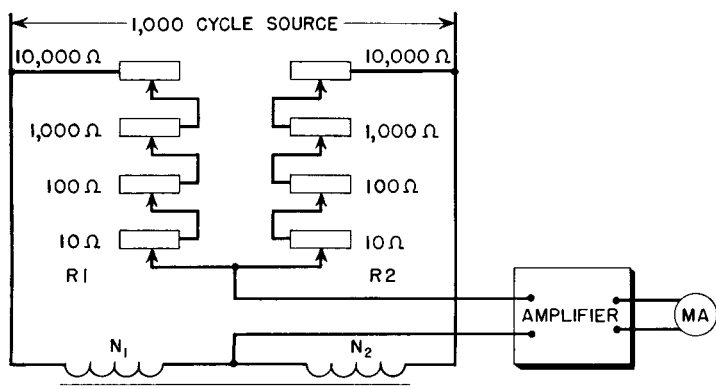 1,000 CYCLE SOURCE
10,000 Ω 10,000 Ω
1,000 Ω 1,000 Ω
100 Ω 100 Ω
10 Ω 10 Ω
R1 R2
AMPLIFIER MA
N₁ N₂